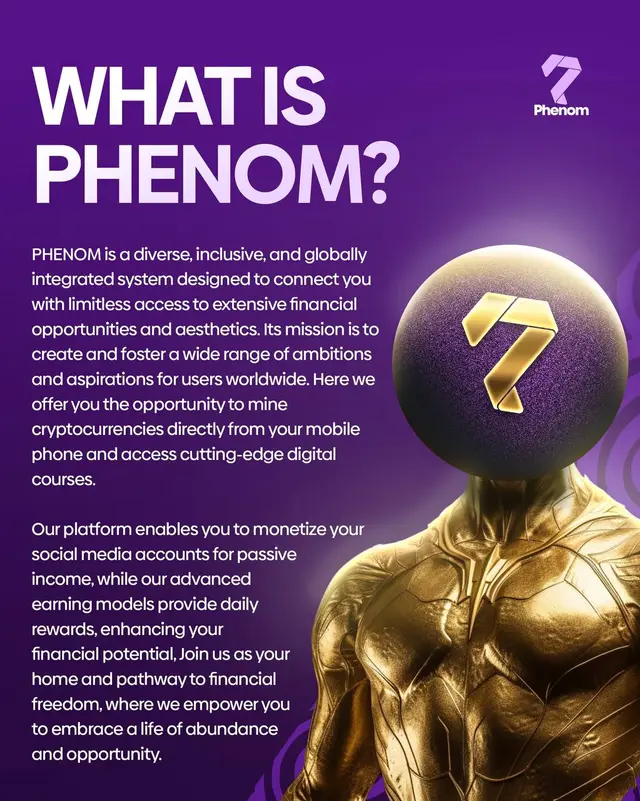 WHAT IS
PHENOM?
Phenom
PHENOM is a diverse, inclusive, and globally
integrated system designed to connect you
with limitless access to extensive financial
opportunities and aesthetics. Its mission is to
create and foster a wide range of ambitions
and aspirations for users worldwide. Here we
offer you the opportunity to mine
cryptocurrencies directly from your mobile
phone and access cutting-edge digital
courses.
Our platform enables you to monetize your
social media accounts for passive
income, while our advanced
earning models provide daily
rewards, enhancing your
financial potential, Join us as your
home and pathway to financial
freedom, where we empower you
to embrace a life of abundance
and opportunity.